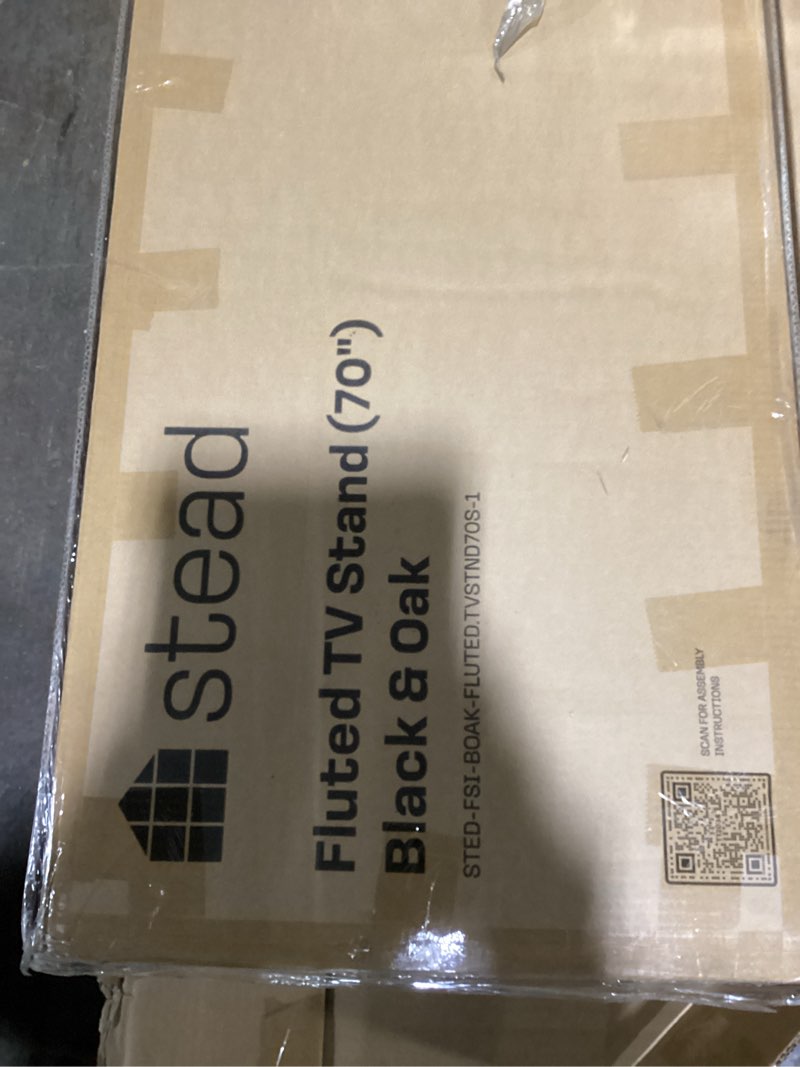 stead
Fluted TV Stand (70")
Black & Oak
STED-FSI-BOAK-FLUTED.TVSTND70S-1
SCAN FOR ASSEMBLY
INSTRUCTIONS